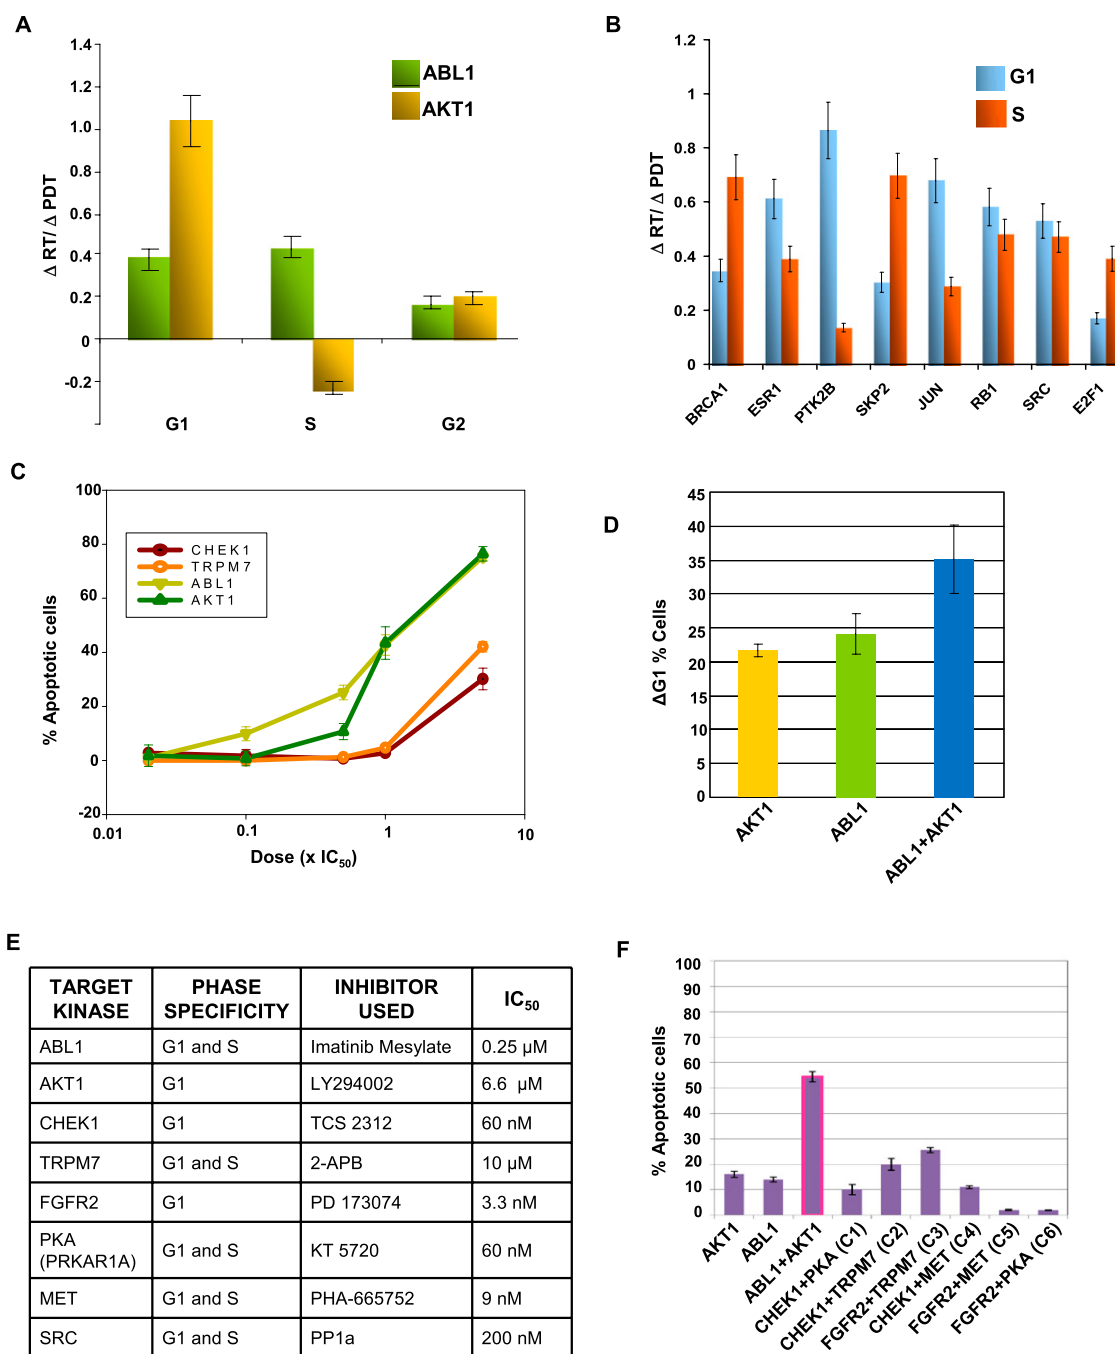 A
1.4
1.2
1.0
0.8
0.6
0.4
0.2
0
-0.2
Δ RT/ Δ PDT
ABL1
AKT1
G1 S G2
B
1.2
1
0.8
0.6
0.4
0.2
0
Δ RT/ Δ PDT
G1
S
BRCA1 ESR1 PTK2B SKP2 JUN RB1 SRC E2F1
C
100
80
60
40
20
0
-20
% Apoptotic cells
CHEK1
TRPM7
ABL1
AKT1
0.01 0.1 1 10
Dose (x IC50)
D
45
40
35
30
25
20
15
10
5
0
ΔG1 % Cells
AKT1 ABL1 ABL1+AKT1
E
TARGET KINASE PHASE SPECIFICITY INHIBITOR USED IC50
ABL1 G1 and S Imatinib Mesylate 0.25 µM
AKT1 G1 LY294002 6.6 µM
CHEK1 G1 TCS 2312 60 nM
TRPM7 G1 and S 2-APB 10 µM
FGFR2 G1 PD 173074 3.3 nM
PKA (PRKAR1A) G1 and S KT 5720 60 nM
MET G1 and S PHA-665752 9 nM
SRC G1 and S PP1a 200 nM
F
100
90
80
70
60
50
40
30
20
10
0
% Apoptotic cells
AKT1
ABL1
ABL1+AKT1
CHEK1+PKA (C1)
CHEK1+TRPM7 (C2)
FGFR2+TRPM7 (C3)
CHEK1+MET (C4)
FGFR2+MET (C5)
FGFR2+PKA (C6)